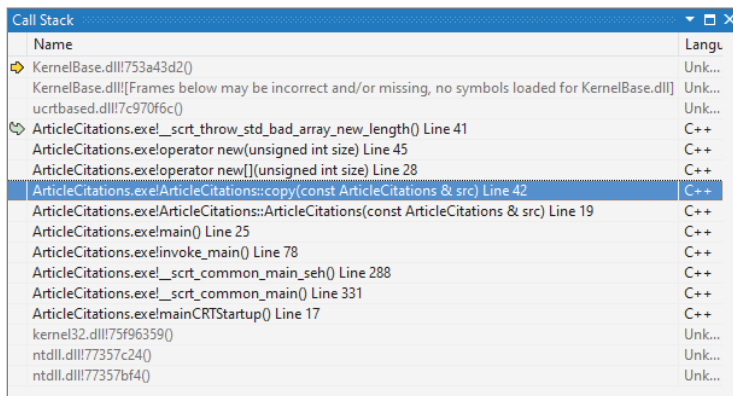 Call Stack
Name Langu
KernelBase.dll!753a43d2() Unk...
KernelBase.dll![Frames below may be incorrect and/or missing, no symbols loaded for KernelBase.dll] Unk...
ucrtbased.dll!7c970f6c() Unk...
ArticleCitations.exe!__scrt_throw_std_bad_array_new_length() Line 41 C++
ArticleCitations.exe!operator new(unsigned int size) Line 45 C++
ArticleCitations.exe!operator new[](unsigned int size) Line 28 C++
ArticleCitations.exe!ArticleCitations::copy(const ArticleCitations & src) Line 42 C++
ArticleCitations.exe!ArticleCitations::ArticleCitations(const ArticleCitations & src) Line 19 C++
ArticleCitations.exe!main() Line 25 C++
ArticleCitations.exe!invoke_main() Line 78 C++
ArticleCitations.exe!__scrt_common_main_seh() Line 288 C++
ArticleCitations.exe!__scrt_common_main() Line 331 C++
ArticleCitations.exe!mainCRTStartup() Line 17 C++
kernel32.dll!75f96359() Unk...
ntdll.dll!77357c24() Unk...
ntdll.dll!77357bf4() Unk...